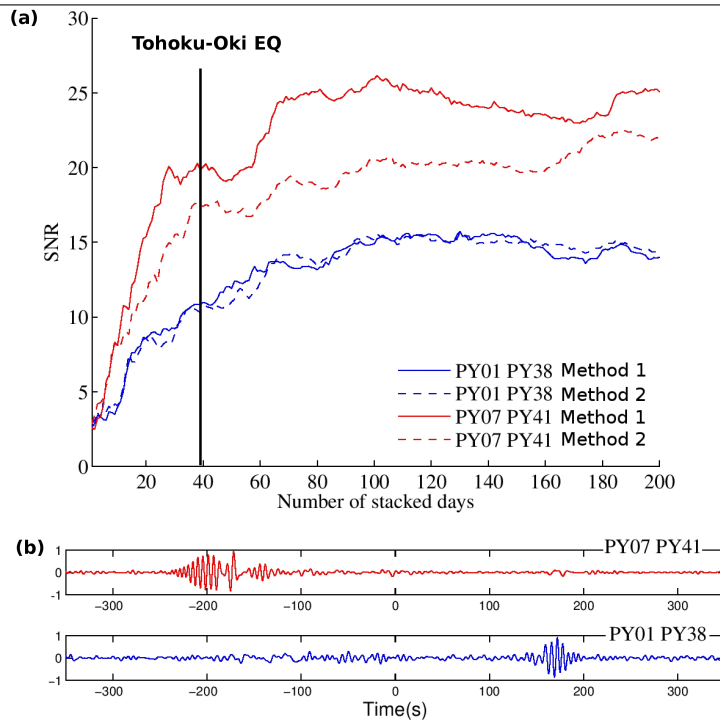 (a)
30
Tohoku-Oki EQ
25
20
SNR
15
10
PY01 PY38 Method 1
PY01 PY38 Method 2
5
PY07 PY41 Method 1
PY07 PY41 Method 2
0
20 40 60 80 100 120 140 160 180 200
Number of stacked days
(b)
PY07 PY41
1
0
-1
−300 −200 −100 0 100 200 300
PY01 PY38
1
0
-1
−300 −200 −100 0 100 200 300
Time(s)